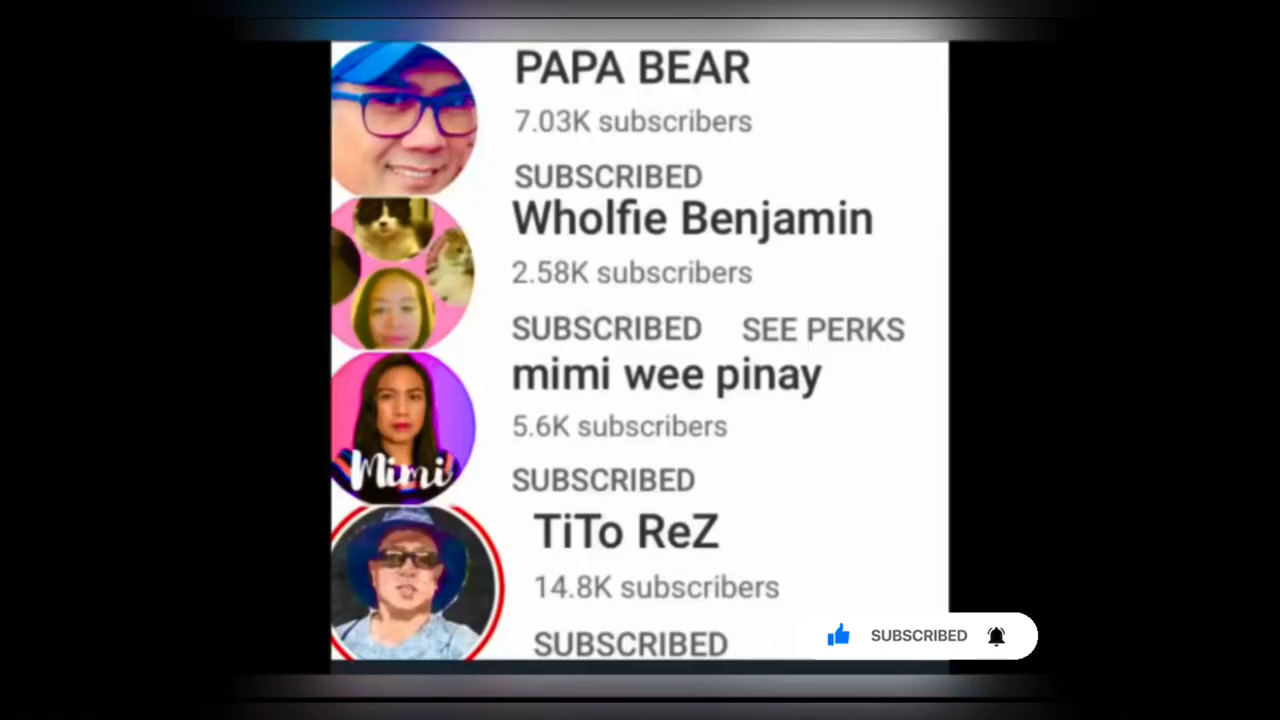 PAPA BEAR
7.03K subscribers
SUBSCRIBED
Wholfie Benjamin
2.58K subscribers
SUBSCRIBED SEE PERKS
mimi wee pinay
5.6K subscribers
Mimi
SUBSCRIBED
TiTo ReZ
14.8K subscribers
SUBSCRIBED
SUBSCRIBED